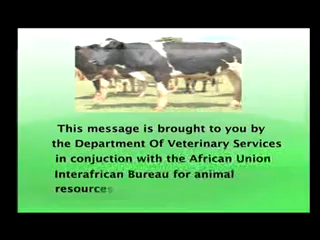 This message is brought to you by
the Department Of Veterinary Services
in conjuction with the African Union
Interafrican Bureau for animal
resources